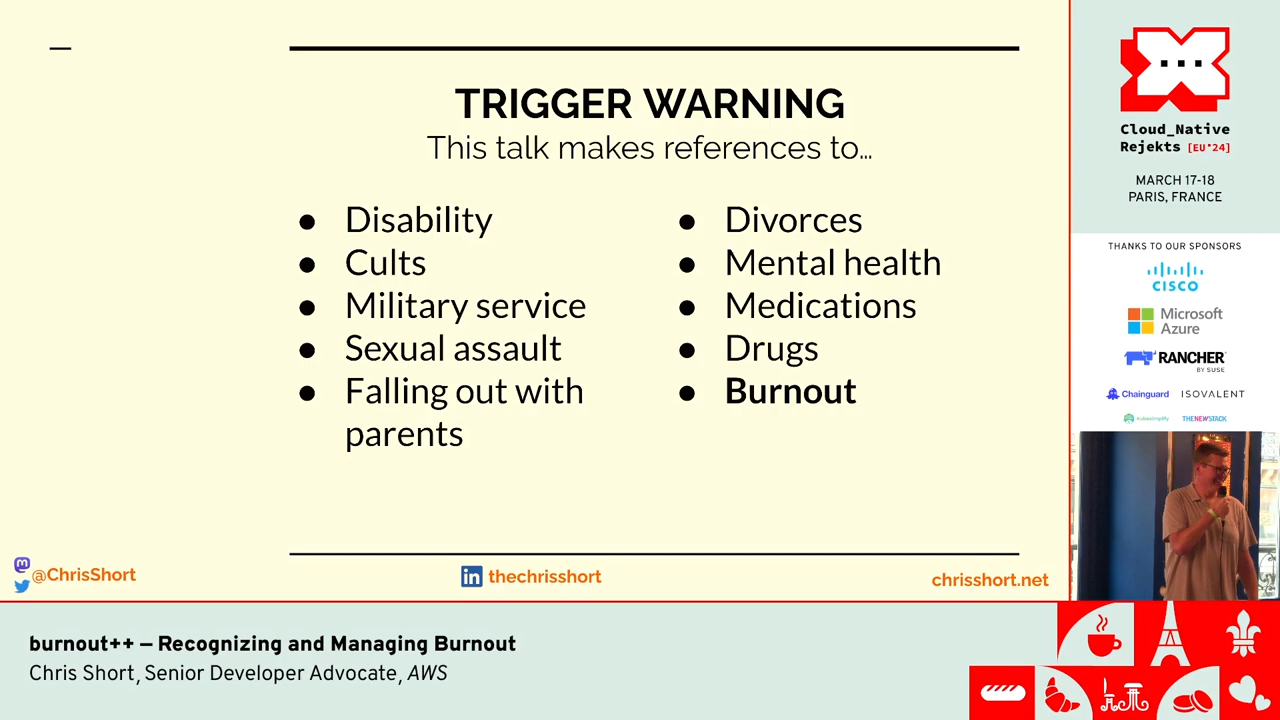 TRIGGER WARNING
This talk makes references to...
● Disability
● Cults
● Military service
● Sexual assault
● Falling out with
parents
● Divorces
● Mental health
● Medications
● Drugs
● Burnout
@ChrisShort
in thechrisshort
chrisshort.net
burnout++ – Recognizing and Managing Burnout
Chris Short, Senior Developer Advocate, AWS
Cloud_Native
Rejekts [EU'24]
MARCH 17-18
PARIS, FRANCE
THANKS TO OUR SPONSORS
CISCO
Microsoft
Azure
RANCHER
BY SUSE
Chainguard ISOVALENT
kubesimplify THENEWSTACK